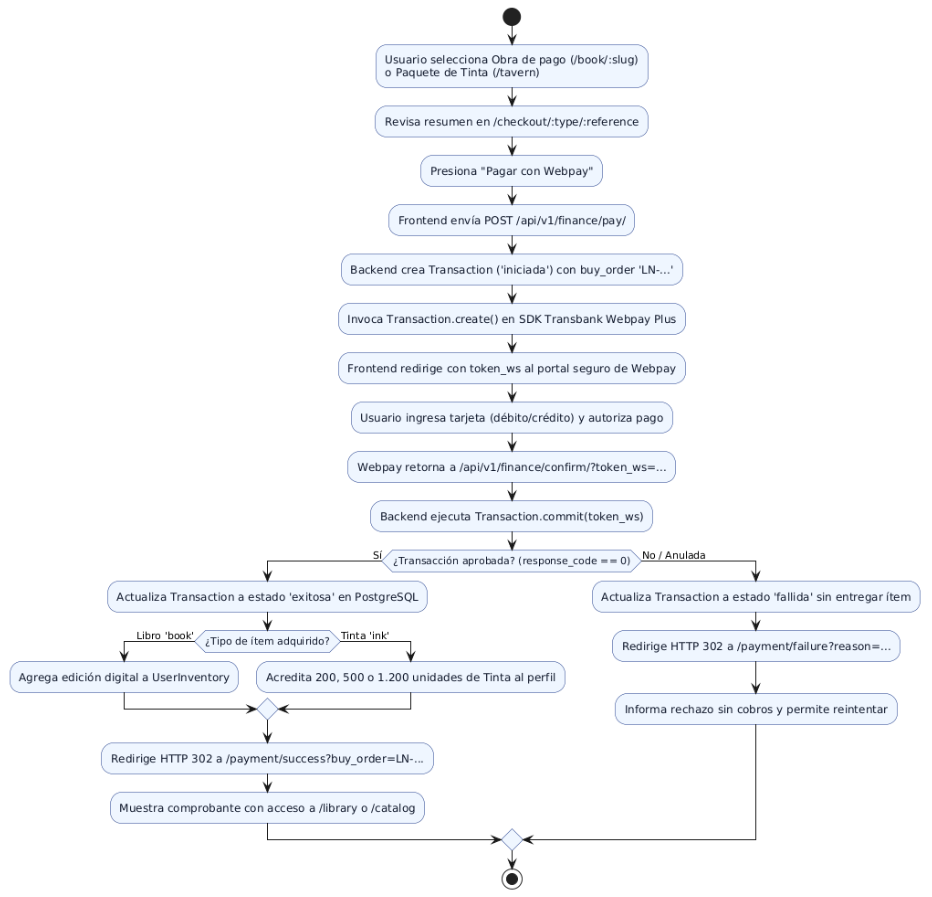 Usuario selecciona Obra de pago (/book/:slug)
o Paquete de Tinta (/tavern)
Revisa resumen en /checkout/:type/:reference
Presiona "Pagar con Webpay"
Frontend envía POST /api/v1/finance/pay/
Backend crea Transaction ('iniciada') con buy_order 'LN-...'
Invoca Transaction.create() en SDK Transbank Webpay Plus
Frontend redirige con token_ws al portal seguro de Webpay
Usuario ingresa tarjeta (débito/crédito) y autoriza pago
Webpay retorna a /api/v1/finance/confirm/?token_ws=...
Backend ejecuta Transaction.commit(token_ws)
Sí
¿Transacción aprobada? (response_code == 0)
No / Anulada
Actualiza Transaction a estado 'exitosa' en PostgreSQL
Actualiza Transaction a estado 'fallida' sin entregar ítem
Libro 'book'
¿Tipo de ítem adquirido?
Tinta 'ink'
Redirige HTTP 302 a /payment/failure?reason=...
Agrega edición digital a UserInventory
Acredita 200, 500 o 1.200 unidades de Tinta al perfil
Informa rechazo sin cobros y permite reintentar
Redirige HTTP 302 a /payment/success?buy_order=LN-...
Muestra comprobante con acceso a /library o /catalog